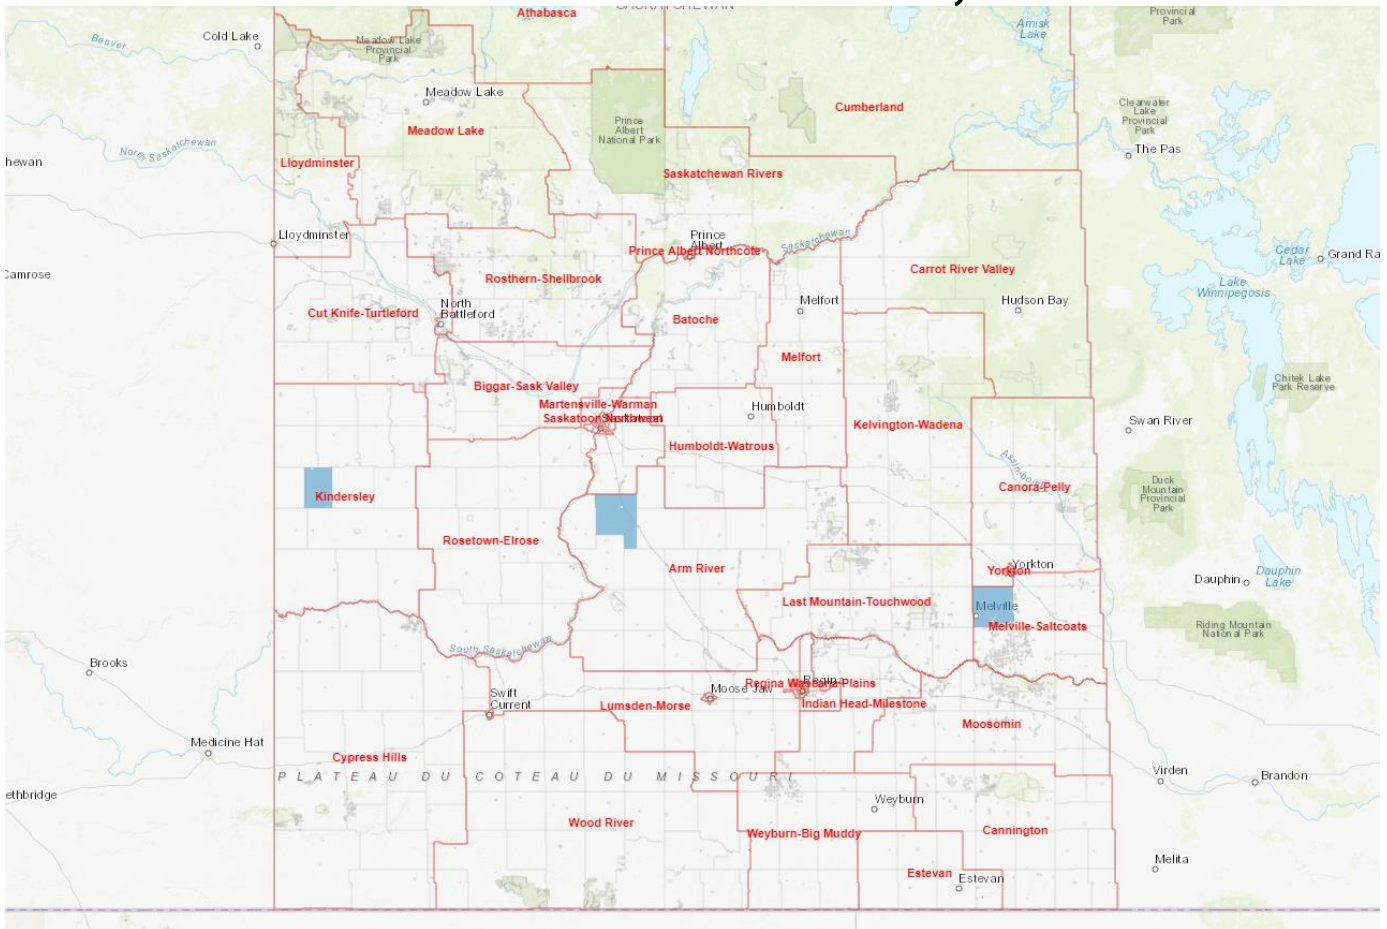 Athabasca
SASKATCHEWAN
Provincial
Park
Amisk
Lake
Cold Lake
Beaver
Meadow Lake
Provincial
Park
Meadow Lake
Cumberland
Clearwater
Lake
Provincial
Park
Prince
Albert
National Park
Meadow Lake
North Saskatchewan
hewan
The Pas
Lloydminster
Saskatchewan Rivers
Lloydminster
Prince
Albert
Saskatchewan
Prince Albert Northcote
Cedar
Lake
Grand Ra
Camrose
Rosthern-Shellbrook
Carrot River Valley
Lake
Winnipegosis
North
Battleford
Melfort
Hudson Bay
Cut Knife-Turtleford
Batoche
Melfort
Chitek Lake
Park Reserve
Biggar-Sask Valley
Martensville-Warman
Humboldt
Kelvington-Wadena
Swan River
Humboldt-Watrous
Assiniboine
Kindersley
Canora-Pelly
Duck
Mountain
Provincial
Park
Rosetown-Elrose
Arm River
Yorkton
Yorkton
Dauphin
Dauphin
Lake
Last Mountain-Touchwood
Melville
Melville-Saltcoats
Riding Mountain
National Park
South Saskatchewan
Brooks
Regina Wascana-Plains
Regina
Swift
Current
Moose Jaw
Lumsden-Morse
Indian Head-Milestone
Moosomin
Medicine Hat
Cypress Hills
PLATEAU DU COTEAU DU MISSOURI
Virden
Brandon
ethbridge
Weyburn
Wood River
Weyburn-Big Muddy
Cannington
Melita
Estevan
Estevan